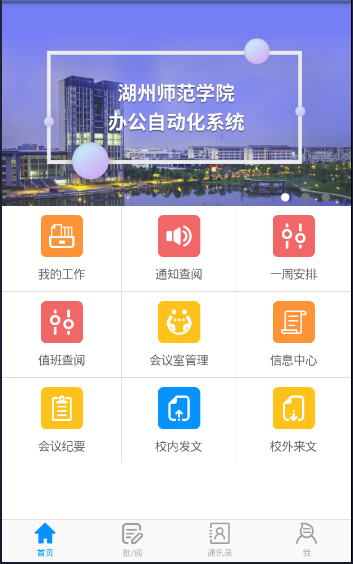 湖州师范学院
办公自动化系统
我的工作
通知查阅
一周安排
值班查阅
会议室管理
信息中心
会议纪要
校内发文
校外来文
首页
批/阅
通讯录
我